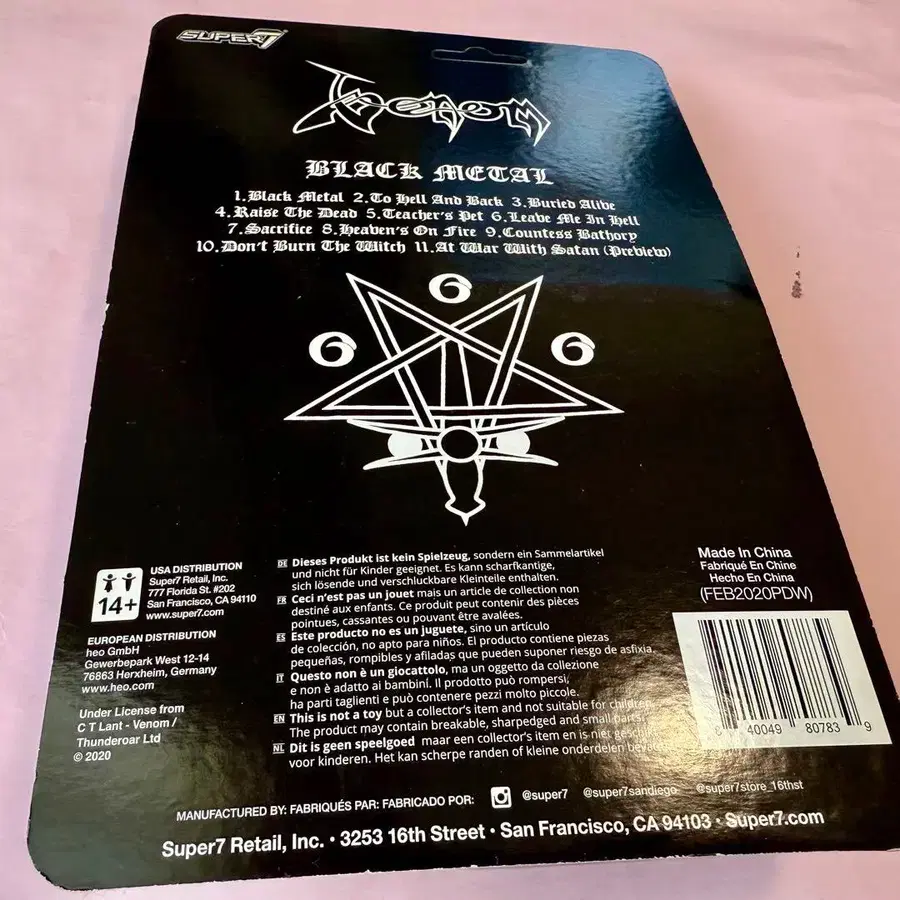 SUPER7
Venom
BLACK METAL
1.Black Metal 2.To Hell And Back 3.Buried Alive
4.Raise The Dead 5.Teacher's Pet 6.Leave Me In Hell
7.Sacrifice 8.Heaven's On Fire 9.Countess Bathory
10.Don't Burn The Witch 11.At War With Satan (Preview)
6
6 6
14+
USA DISTRIBUTION
Super7 Retail, Inc.
777 Florida St. #202
San Francisco, CA 94110
www.super7.com
EUROPEAN DISTRIBUTION
heo GmbH
Gewerbepark West 12-14
76863 Herxheim, Germany
www.heo.com
Under License from
C T Lant - Venom /
Thunderoar Ltd
© 2020
DE Dieses Produkt ist kein Spielzeug, sondern ein Sammelartikel
und nicht für Kinder geeignet. Es kann scharfkantige,
sich lösende und verschluckbare Kleinteile enthalten.
FR Ceci n'est pas un jouet mais un article de collection non
destiné aux enfants. Ce produit peut contenir des pièces
pointues, cassantes ou pouvant être avalées.
ES Este producto no es un juguete, sino un artículo
de colección, no apto para niños. El producto contiene piezas
pequeñas, rompibles y afiladas que pueden suponer riesgo de asfixia.
IT Questo non è un giocattolo, ma un oggetto da collezione
e non è adatto ai bambini. Il prodotto può rompersi,
ha parti taglienti e può contenere pezzi molto piccole.
EN This is not a toy but a collector's item and not suitable for children.
The product may contain breakable, sharpedged and small parts.
NL Dit is geen speelgoed maar een collector's item en is niet
voor kinderen. Het kan scherpe randen of kleine onderdelen
Made In China
Fabriqué En Chine
Hecho En China
(FEB2020PDW)
40049 80783 9
MANUFACTURED BY: FABRIQUÉS PAR: FABRICADO POR: @super7 @super7sandiego @super7store_16thst
Super7 Retail, Inc. • 3253 16th Street • San Francisco, CA 94103 • Super7.com